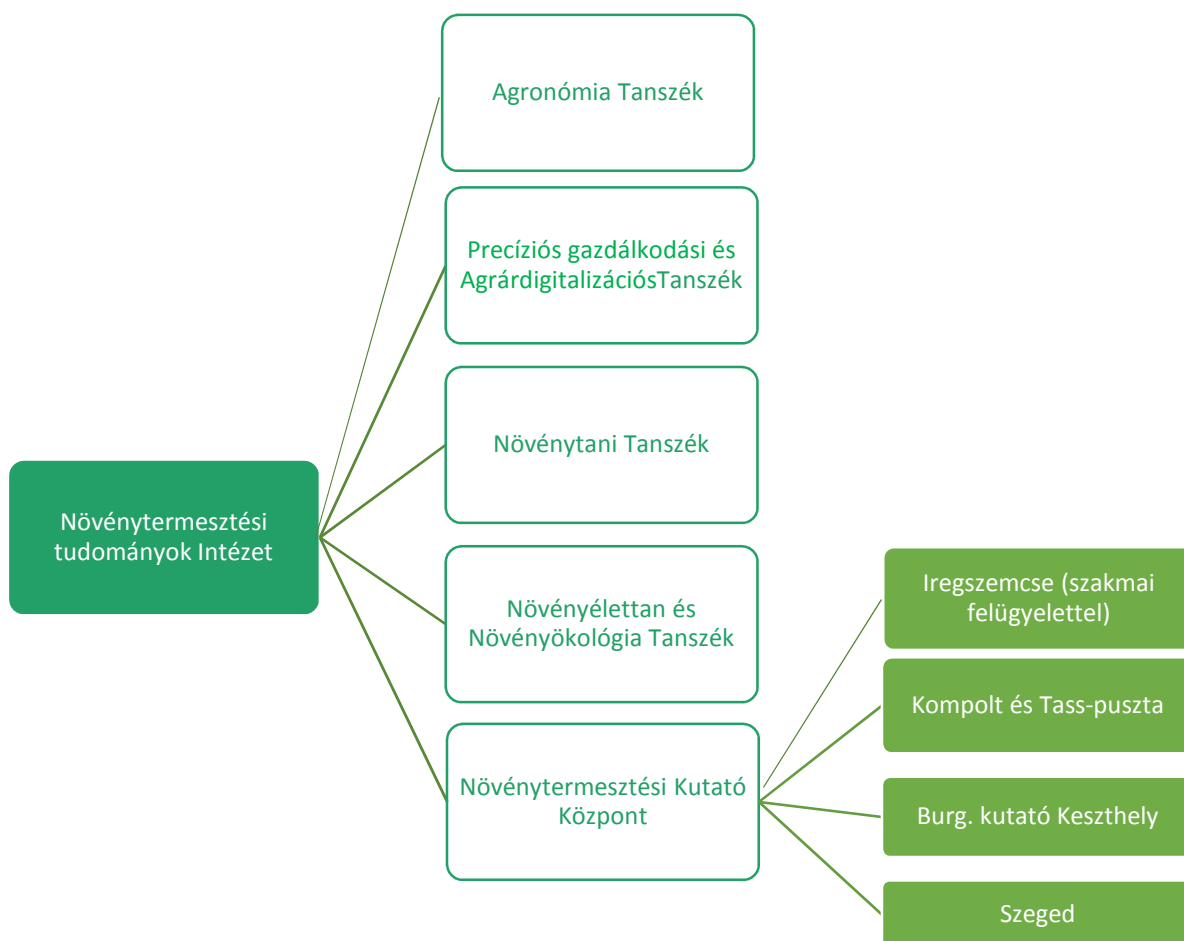 Növénytermesztési
tudományok Intézet
Agronómia Tanszék
Precíziós gazdálkodási és
AgrárdigitalizációsTanszék
Növénytani Tanszék
Növényélettan és
Növényökológia Tanszék
Növénytermesztési Kutató
Központ
Iregszemcse (szakmai
felügyelettel)
Kompolt és Tass-puszta
Burg. kutató Keszthely
Szeged